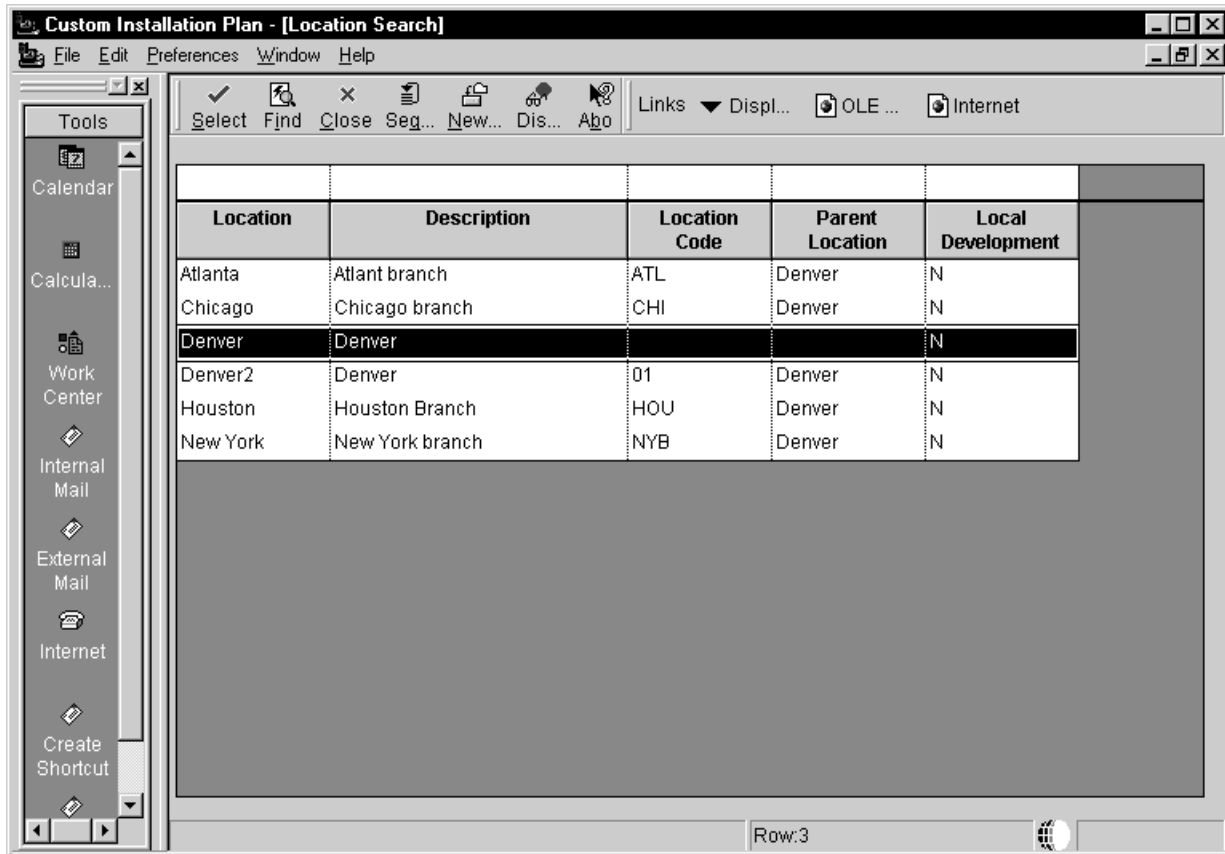 Custom Installation Plan - [Location Search]
File Edit Preferences Window Help
Tools
Calendar
Calcula...
Work
Center
Internal
Mail
External
Mail
Internet
Create
Shortcut
Select Find Close Seq... New... Dis... Abo
Links Displ... OLE ... Internet
Location Description Location Code Parent Location Local Development
Atlanta Atlant branch ATL Denver N
Chicago Chicago branch CHI Denver N
Denver Denver N
Denver2 Denver 01 Denver N
Houston Houston Branch HOU Denver N
New York New York branch NYB Denver N
Row:3